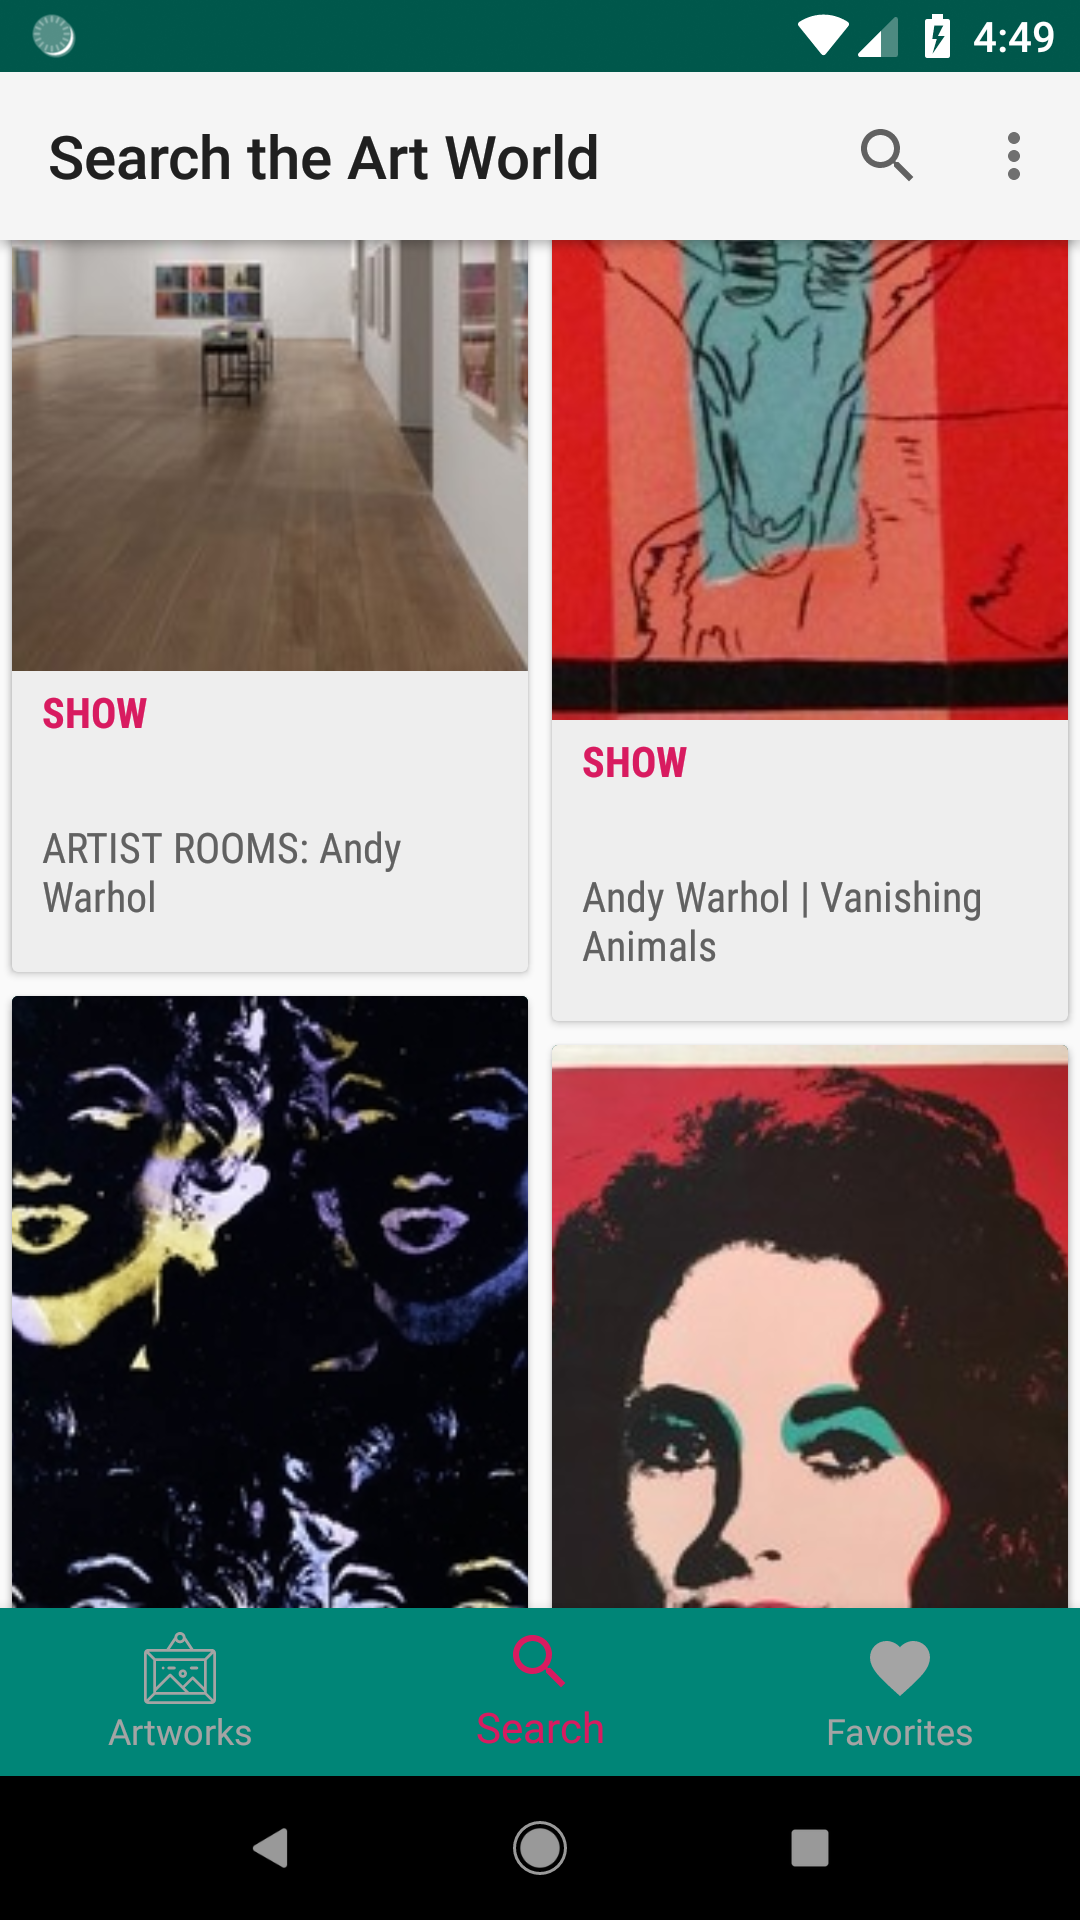 4:49
Search the Art World
SHOW
ARTIST ROOMS: Andy
Warhol
SHOW
Andy Warhol | Vanishing
Animals
Artworks
Search
Favorites